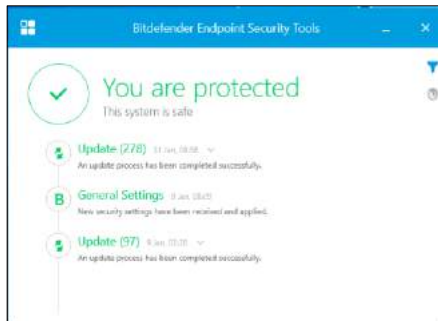 Bitdefender Endpoint Security Tools
You are protected
This system is safe
Update (278)
An update process has been completed successfully.
B General Settings
New security settings have been received and applied.
Update (97)
An update process has been completed successfully.